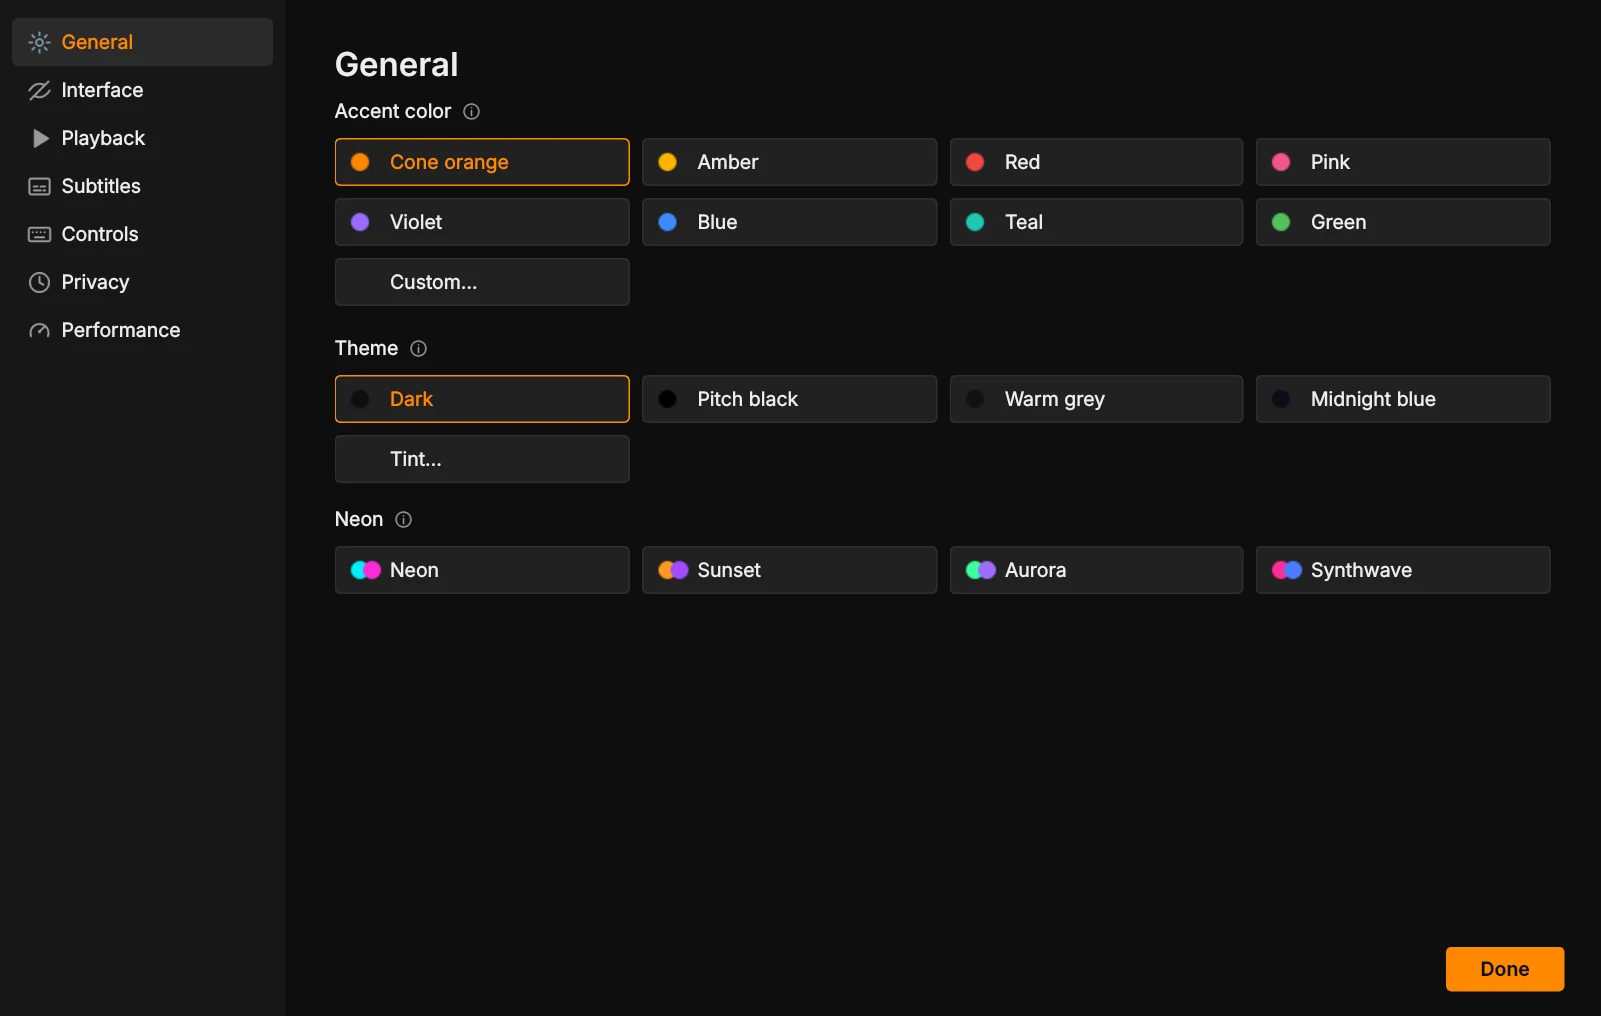 General
Interface
Playback
Subtitles
Controls
Privacy
Performance
General
Accent color
Cone orange
Amber
Red
Pink
Violet
Blue
Teal
Green
Custom...
Theme
Dark
Pitch black
Warm grey
Midnight blue
Tint...
Neon
Neon
Sunset
Aurora
Synthwave
Done